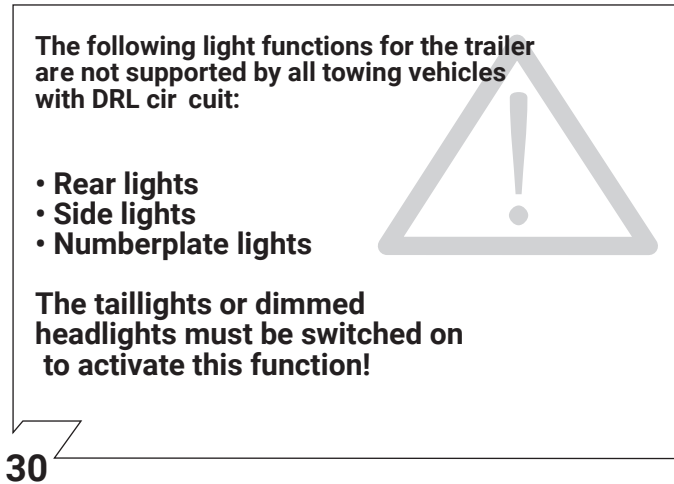 The following light functions for the trailer
are not supported by all towing vehicles
with DRL cir cuit:
• Rear lights
• Side lights
• Numberplate lights
The taillights or dimmed
headlights must be switched on
to activate this function!
30